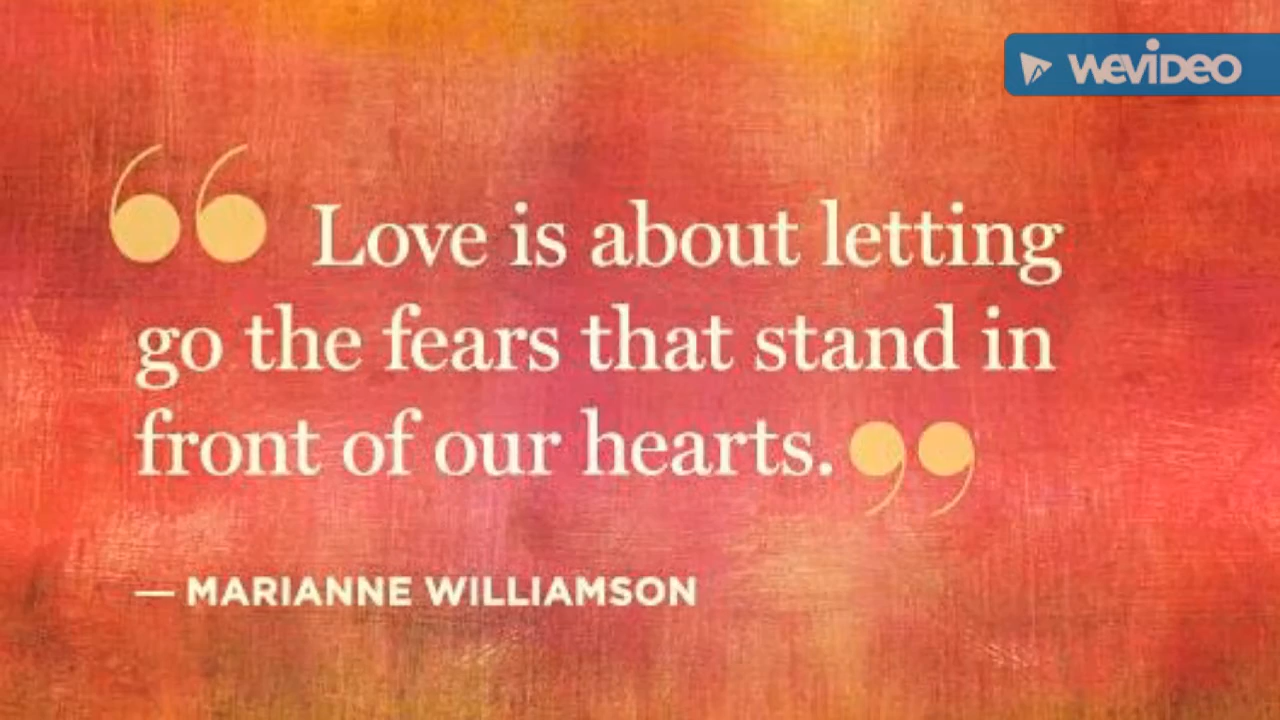 WEVIDEO
“ Love is about letting
go the fears that stand in
front of our hearts. ”
— MARIANNE WILLIAMSON